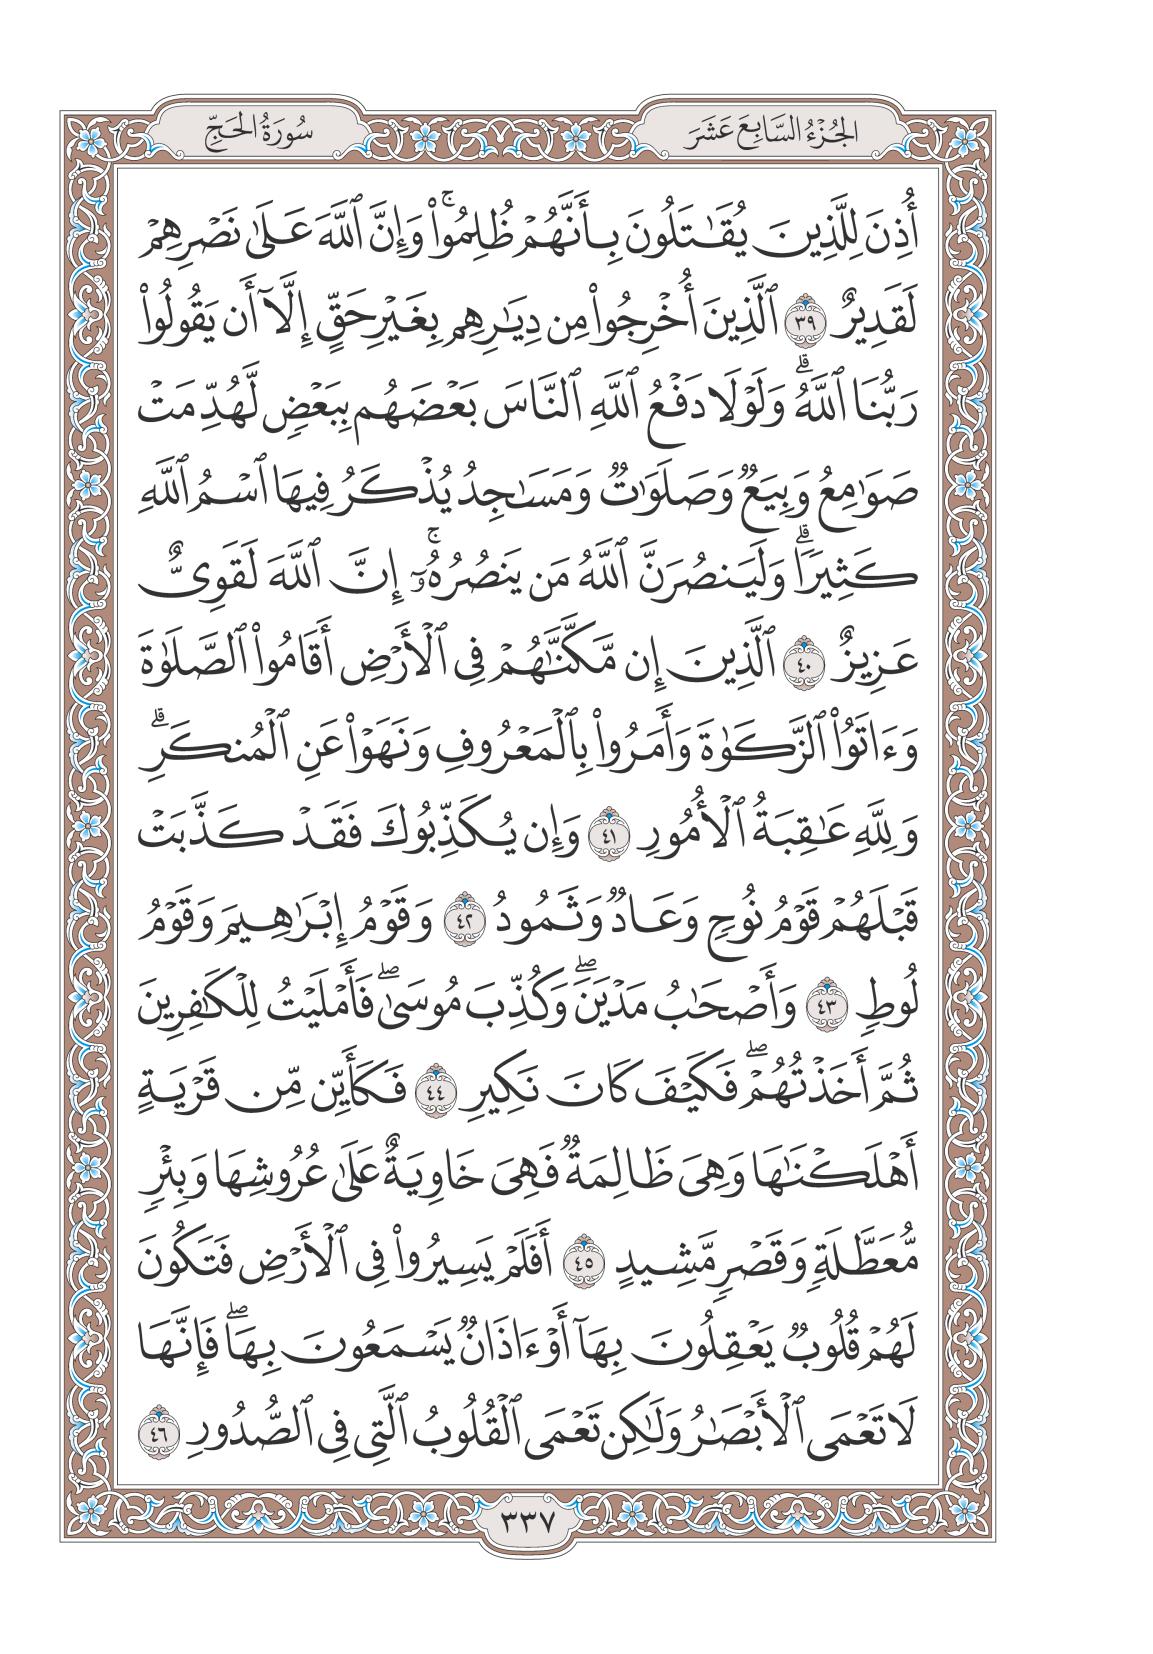 الجُزْءُ السَّابِعَ عَشَرَ
سُورَةُ الحَجِّ
أُذِنَ لِلَّذِينَ يُقَٰتَلُونَ بِأَنَّهُمْ ظُلِمُوا۟ۚ وَإِنَّ ٱللَّهَ عَلَىٰ نَصْرِهِمْ
لَقَدِيرٌ ٣٩ ٱلَّذِينَ أُخْرِجُوا۟ مِن دِيَٰرِهِم بِغَيْرِ حَقٍّ إِلَّآ أَن يَقُولُوا۟
رَبُّنَا ٱللَّهُۗ وَلَوْلَا دَفْعُ ٱللَّهِ ٱلنَّاسَ بَعْضَهُم بِبَعْضٍ لَّهُدِّمَتْ
صَوَٰمِعُ وَبِيَعٌ وَصَلَوَٰتٌ وَمَسَٰجِدُ يُذْكَرُ فِيهَا ٱسْمُ ٱللَّهِ
كَثِيرًاۗ وَلَيَنصُرَنَّ ٱللَّهُ مَن يَنصُرُهُۥٓۚ إِنَّ ٱللَّهَ لَقَوِىٌّ
عَزِيزٌ ٤٠ ٱلَّذِينَ إِن مَّكَّنَّٰهُمْ فِى ٱلْأَرْضِ أَقَامُوا۟ ٱلصَّلَوٰةَ
وَءَاتَوُا۟ ٱلزَّكَوٰةَ وَأَمَرُوا۟ بِٱلْمَعْرُوفِ وَنَهَوْا۟ عَنِ ٱلْمُنكَرِۗ
وَلِلَّهِ عَٰقِبَةُ ٱلْأُمُورِ ٤١ وَإِن يُكَذِّبُوكَ فَقَدْ كَذَّبَتْ
قَبْلَهُمْ قَوْمُ نُوحٍ وَعَادٌ وَثَمُودُ ٤٢ وَقَوْمُ إِبْرَٰهِيمَ وَقَوْمُ
لُوطٍ ٤٣ وَأَصْحَٰبُ مَدْيَنَۖ وَكُذِّبَ مُوسَىٰۖ فَأَمْلَيْتُ لِلْكَٰفِرِينَ
ثُمَّ أَخَذْتُهُمْۖ فَكَيْفَ كَانَ نَكِيرِ ٤٤ فَكَأَيِّن مِّن قَرْيَةٍ
أَهْلَكْنَٰهَا وَهِىَ ظَالِمَةٌ فَهِىَ خَاوِيَةٌ عَلَىٰ عُرُوشِهَا وَبِئْرٍ
مُّعَطَّلَةٍ وَقَصْرٍ مَّشِيدٍ ٤٥ أَفَلَمْ يَسِيرُوا۟ فِى ٱلْأَرْضِ فَتَكُونَ
لَهُمْ قُلُوبٌ يَعْقِلُونَ بِهَآ أَوْ ءَاذَانٌ يَسْمَعُونَ بِهَاۖ فَإِنَّهَا
لَا تَعْمَى ٱلْأَبْصَٰرُ وَلَٰكِن تَعْمَى ٱلْقُلُوبُ ٱلَّتِى فِى ٱلصُّدُورِ ٤٦
٣٣٧